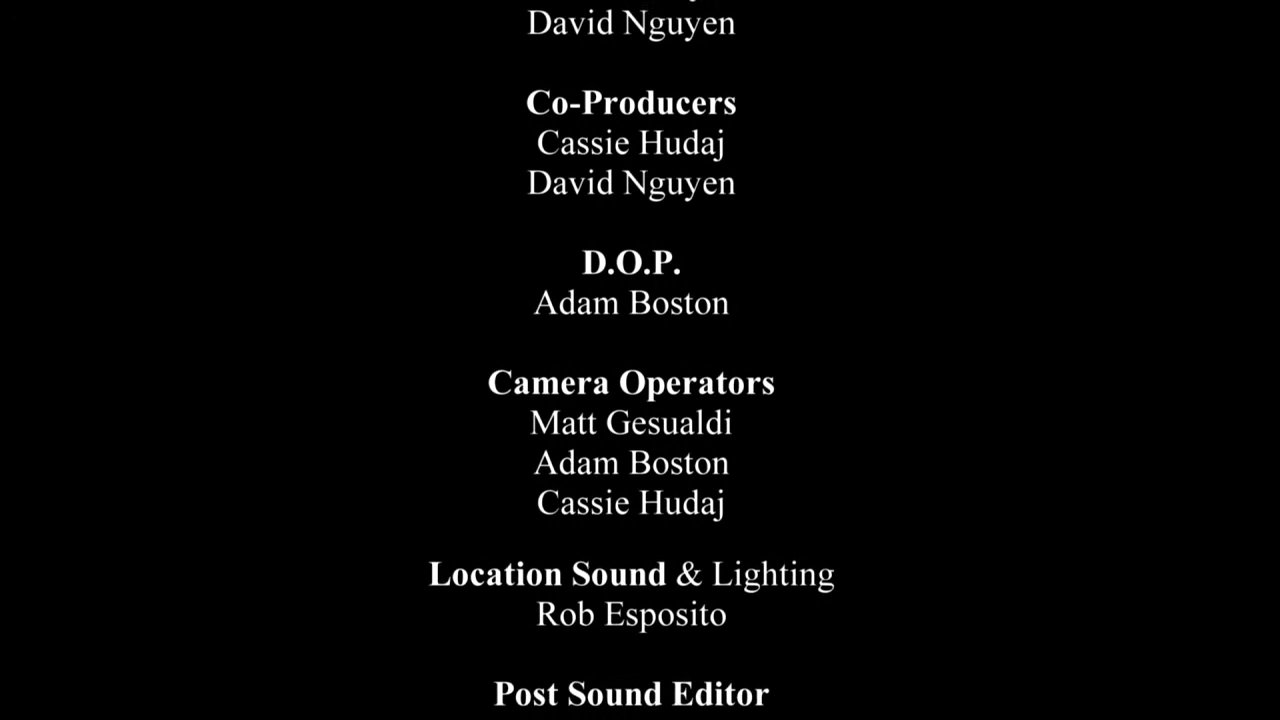 David Nguyen
Co-Producers
Cassie Hudaj
David Nguyen
D.O.P.
Adam Boston
Camera Operators
Matt Gesualdi
Adam Boston
Cassie Hudaj
Location Sound & Lighting
Rob Esposito
Post Sound Editor